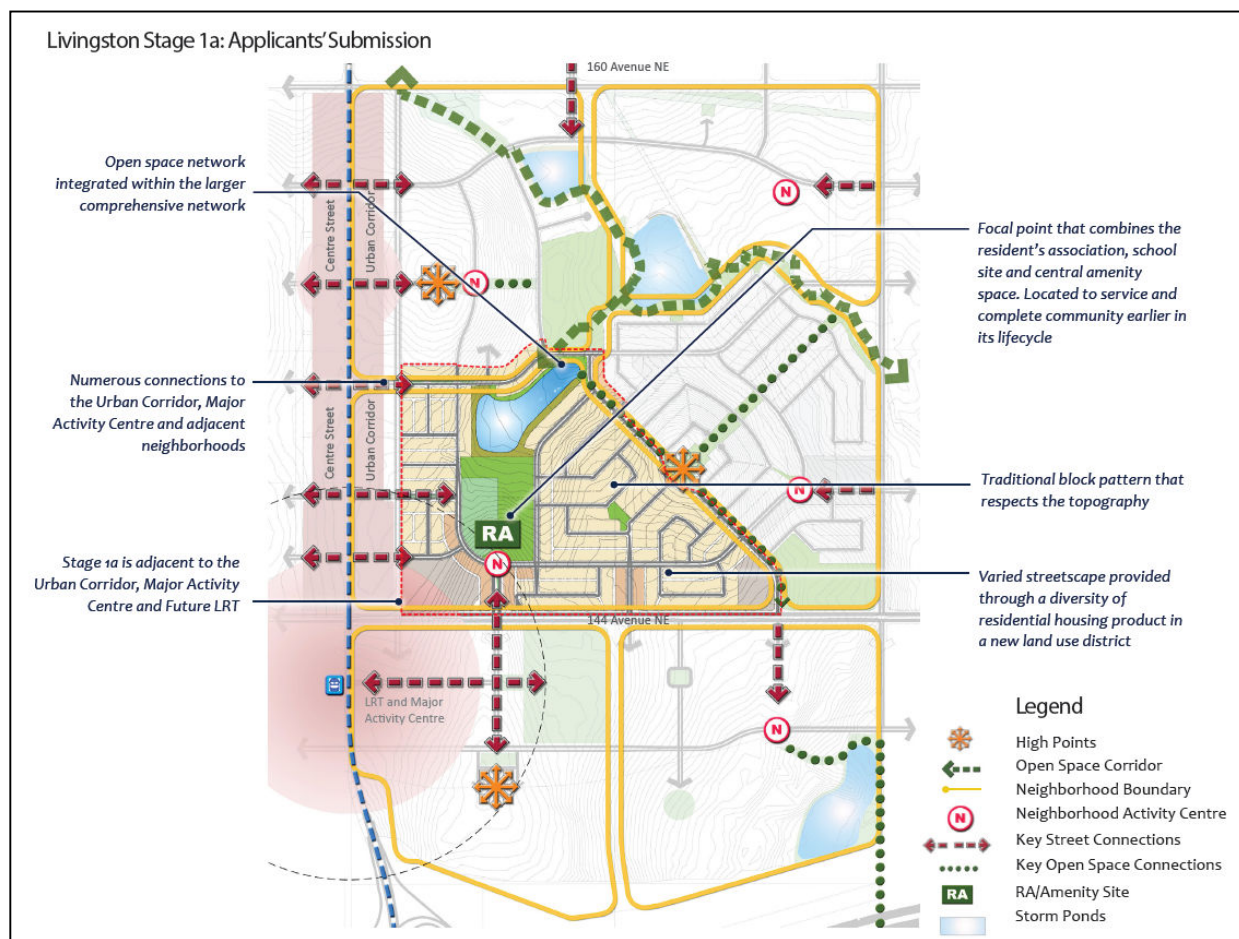 Livingston Stage 1a: Applicants' Submission
160 Avenue NE
Open space network
integrated within the larger
comprehensive network
Centre Street
Urban Corridor
N
Focal point that combines the
resident's association, school
site and central amenity
space. Located to service and
complete community earlier in
its lifecycle
N
Numerous connections to
the Urban Corridor, Major
Activity Centre and adjacent
neighborhoods
Centre Street
Urban Corridor
N
Traditional block pattern that
respects the topography
RA
N
Stage 1a is adjacent to the
Urban Corridor, Major Activity
Centre and Future LRT
Varied streetscape provided
through a diversity of
residential housing product in
a new land use district
144 Avenue NE
LRT and Major
Activity Centre
N
Legend
High Points
Open Space Corridor
Neighborhood Boundary
N
Neighborhood Activity Centre
Key Street Connections
Key Open Space Connections
RA
RA/Amenity Site
Storm Ponds